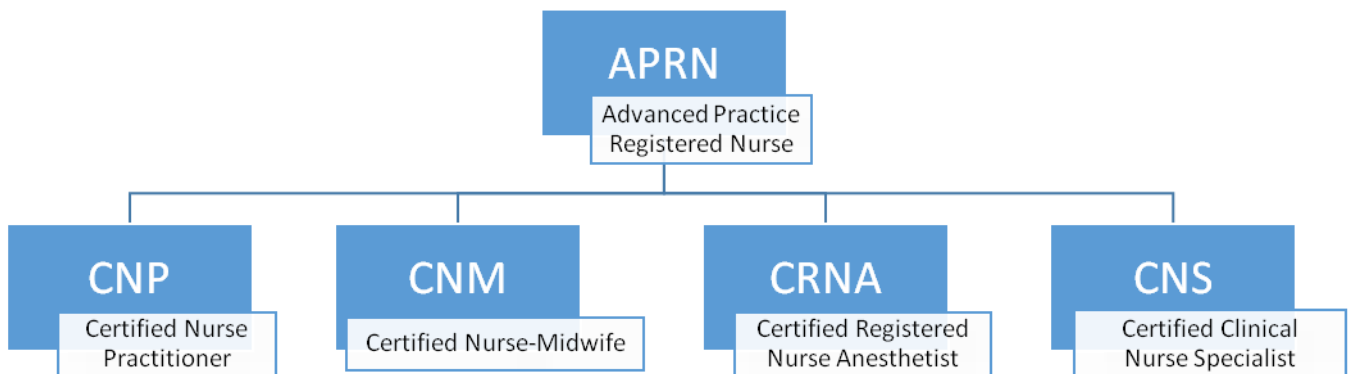 APRN
Advanced Practice
Registered Nurse
CNP
Certified Nurse
Practitioner
CNM
Certified Nurse-Midwife
CRNA
Certified Registered
Nurse Anesthetist
CNS
Certified Clinical
Nurse Specialist